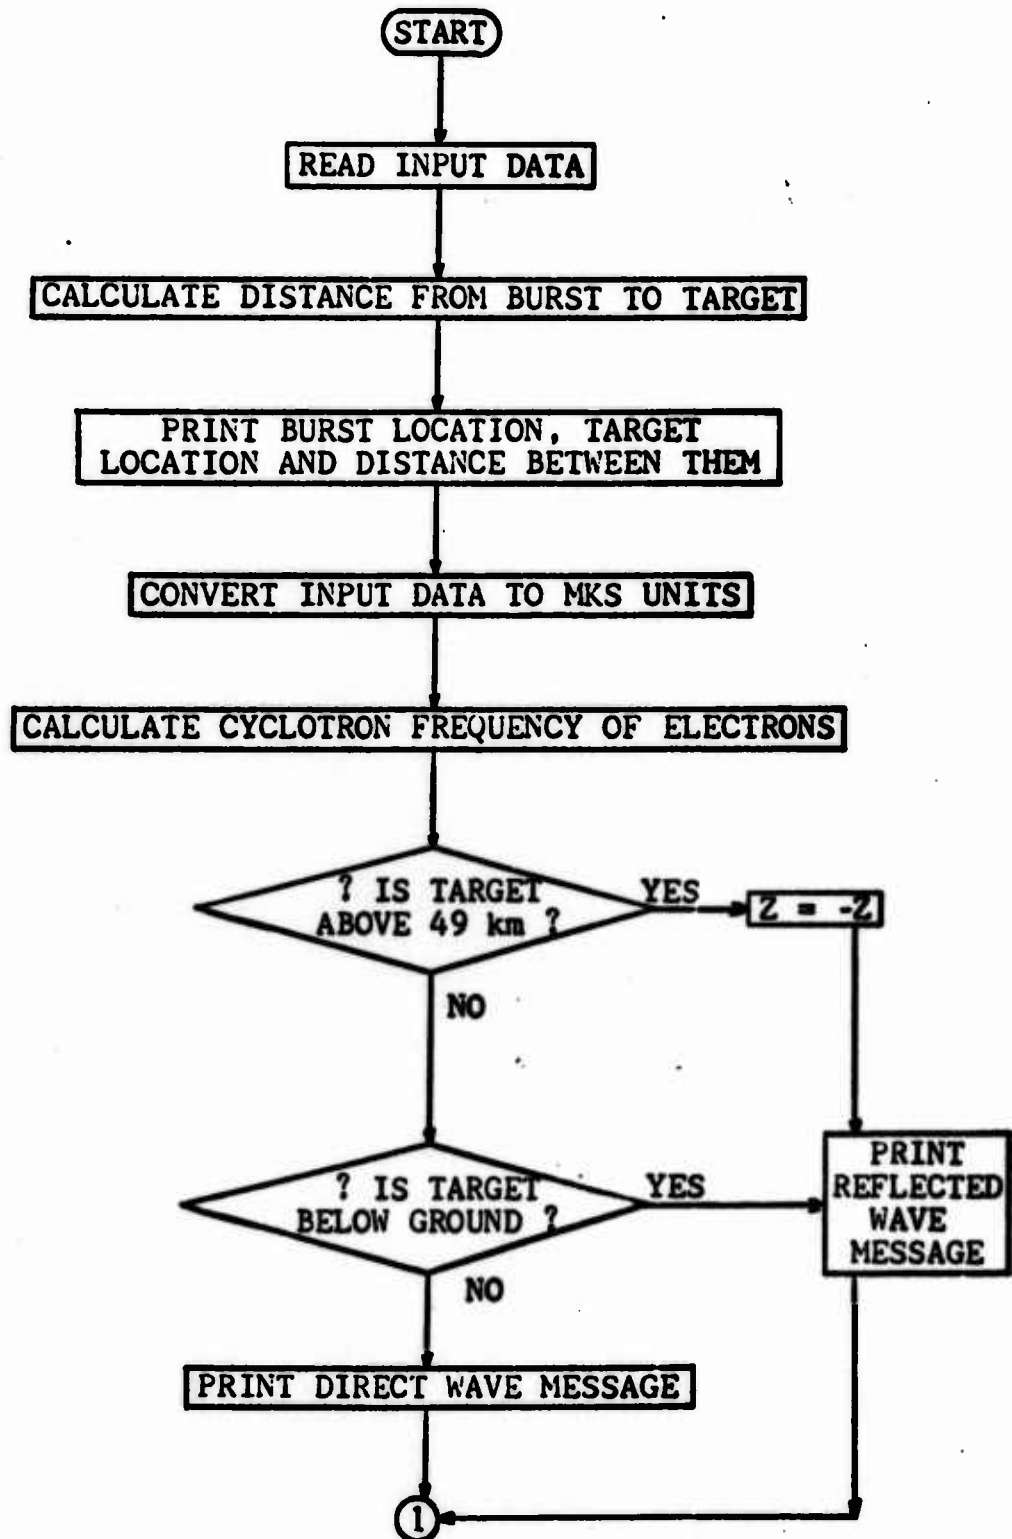 START
READ INPUT DATA
CALCULATE DISTANCE FROM BURST TO TARGET
PRINT BURST LOCATION, TARGET
LOCATION AND DISTANCE BETWEEN THEM
CONVERT INPUT DATA TO MKS UNITS
CALCULATE CYCLOTRON FREQUENCY OF ELECTRONS
? IS TARGET
ABOVE 49 km ?
YES
Z = -Z
NO
? IS TARGET
BELOW GROUND ?
YES
PRINT
REFLECTED
WAVE
MESSAGE
NO
PRINT DIRECT WAVE MESSAGE
1